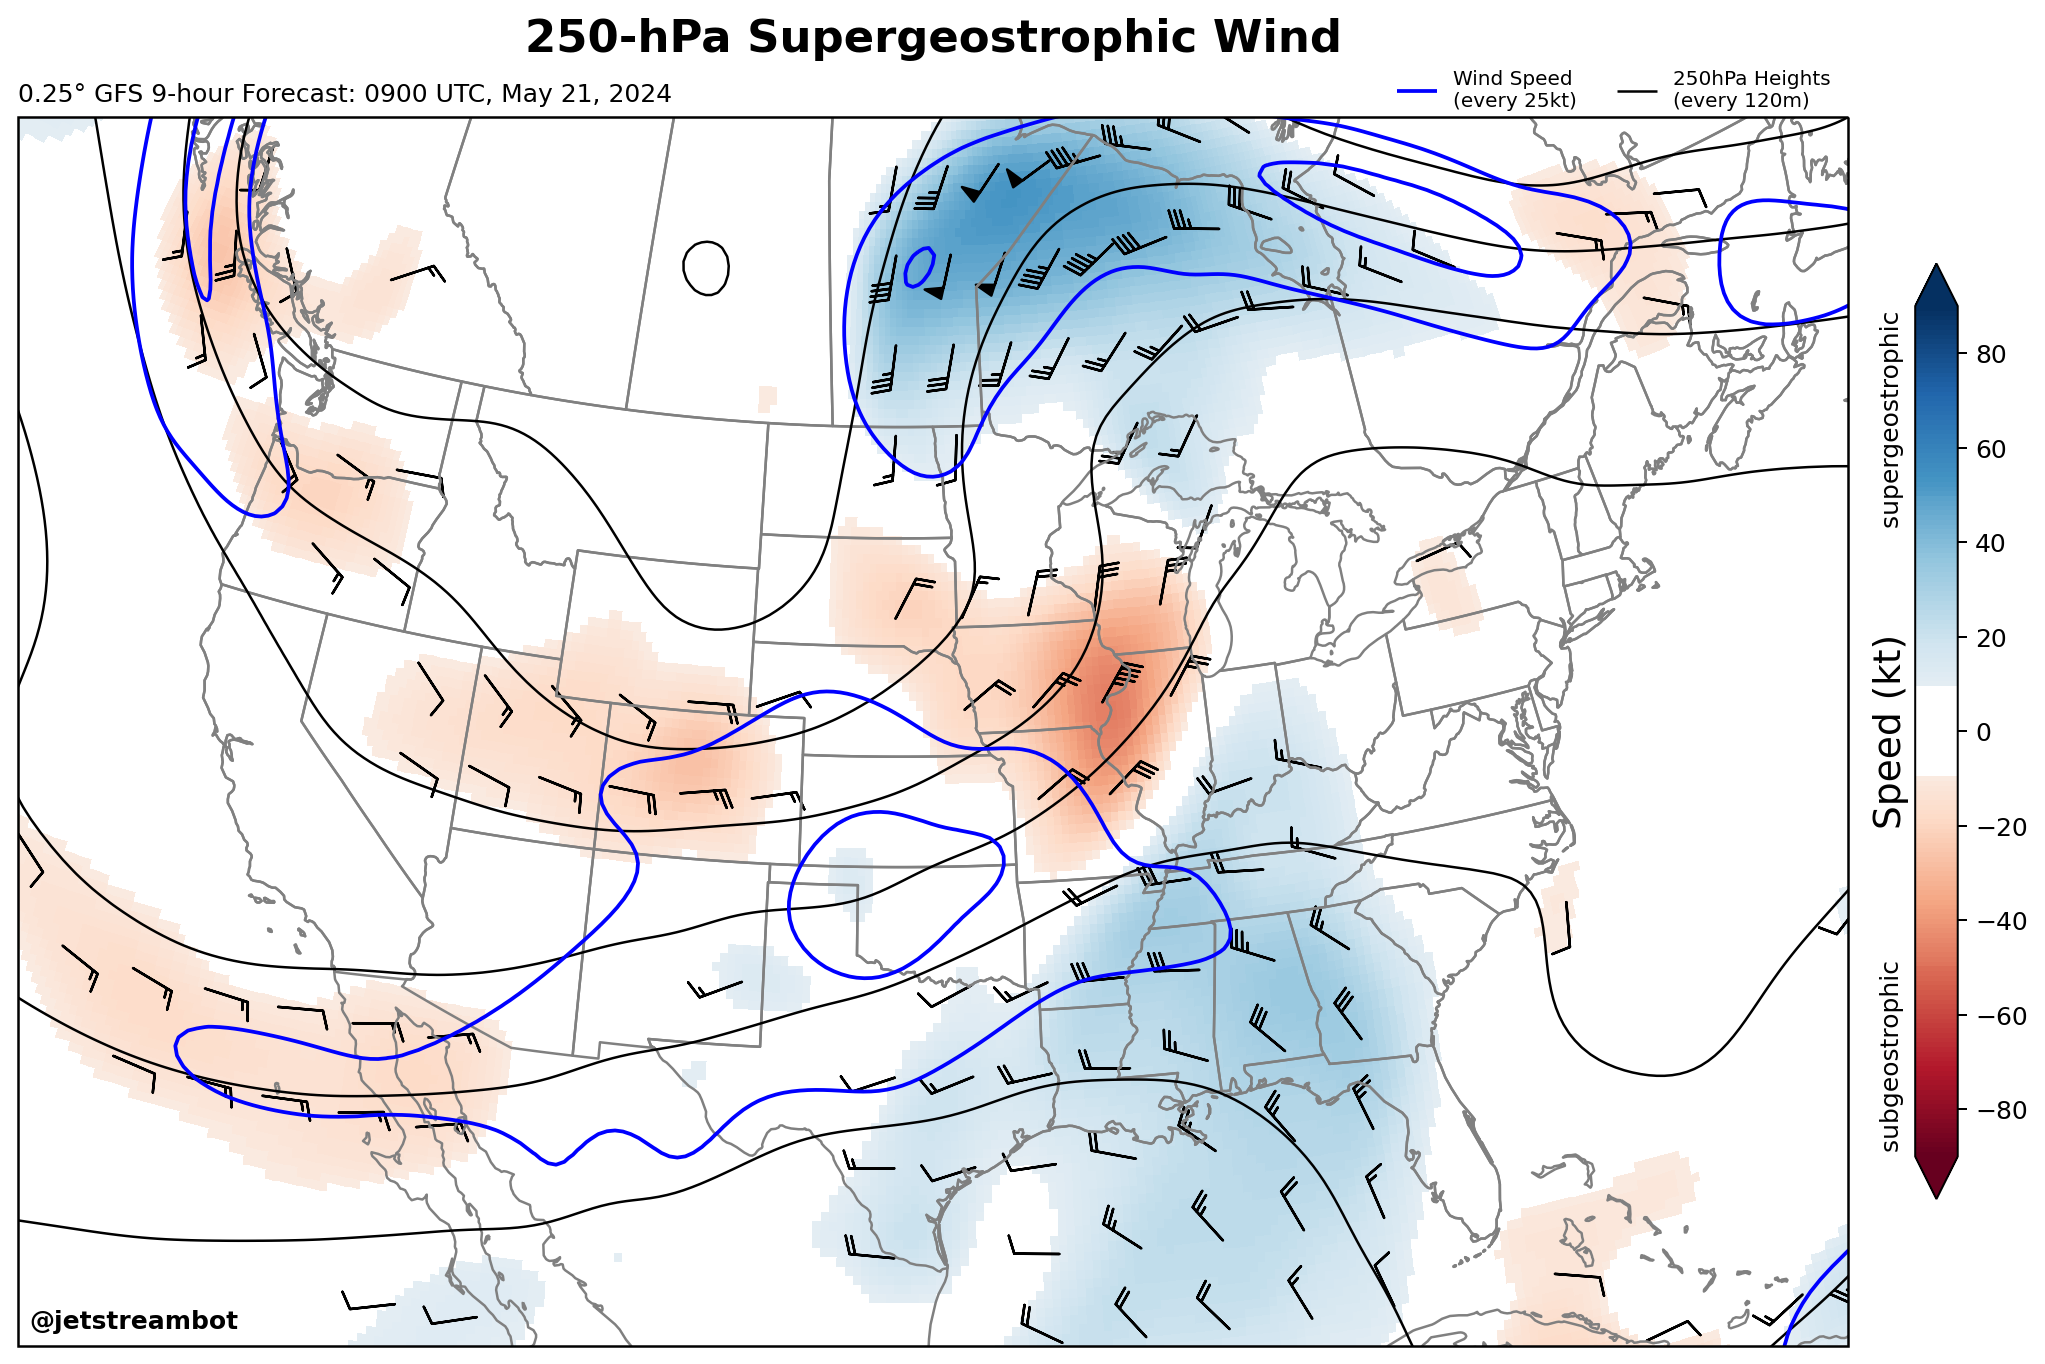 250-hPa Supergeostrophic Wind
0.25° GFS 9-hour Forecast: 0900 UTC, May 21, 2024
Wind Speed
(every 25kt)
250hPa Heights
(every 120m)
supergeostrophic
subgeostrophic
Speed (kt)
80
60
40
20
0
−20
−40
−60
−80
@jetstreambot